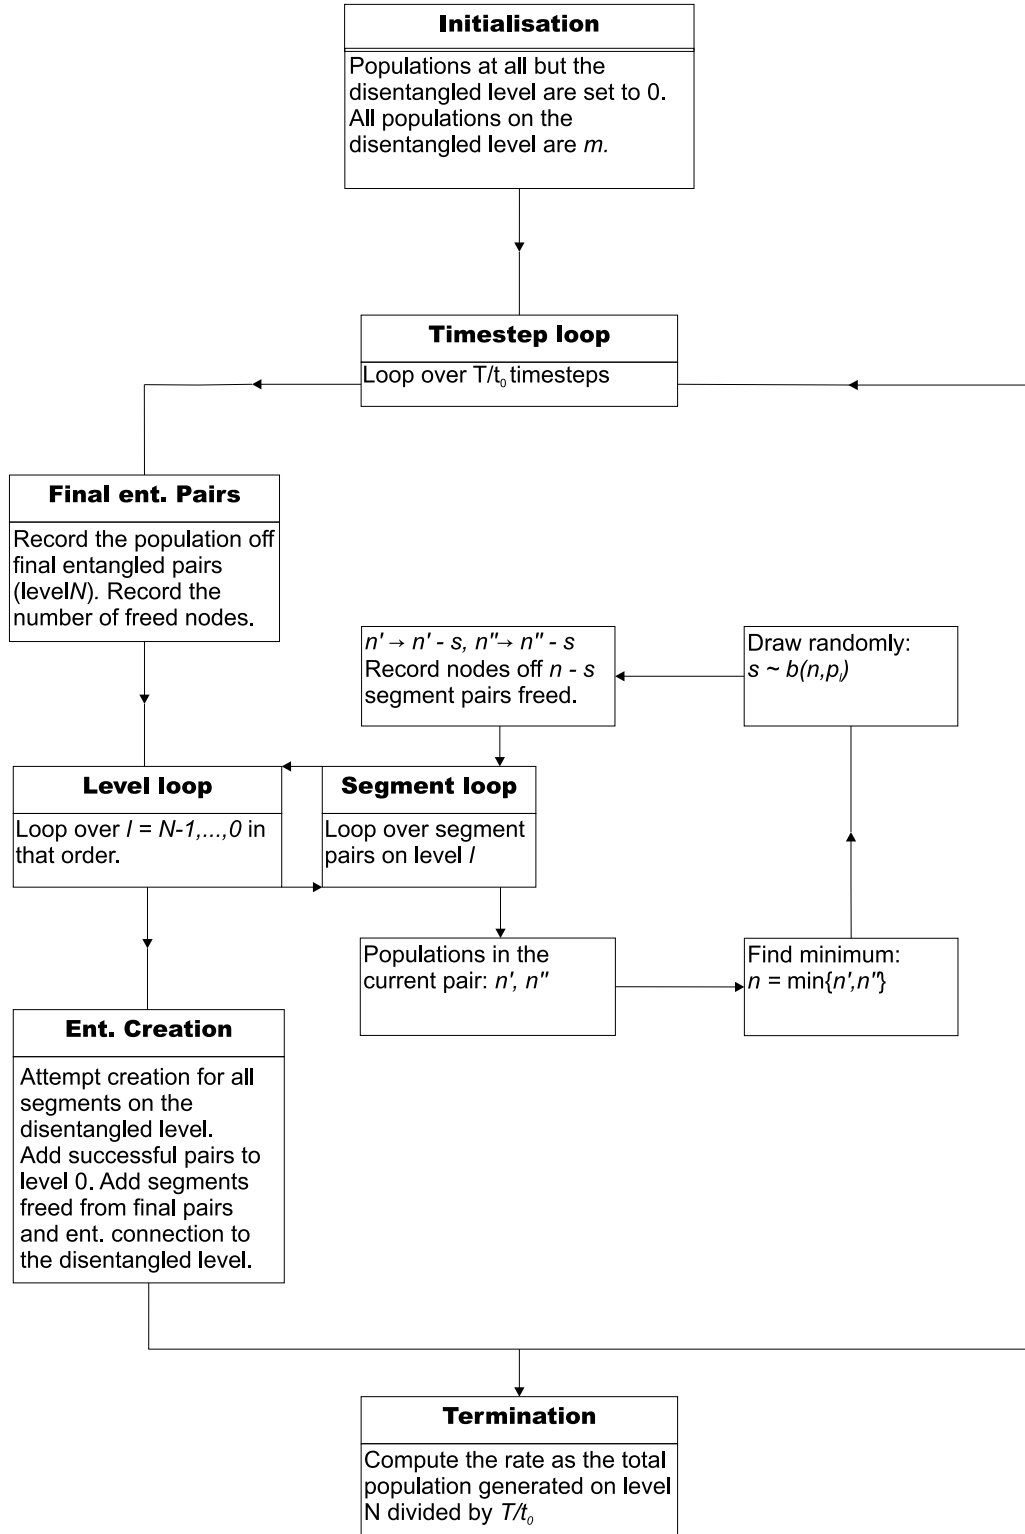 Initialisation
Populations at all but the
disentangled level are set to 0.
All populations on the
disentangled level are m.
Timestep loop
Loop over T/t₀ timesteps
Final ent. Pairs
Record the population off
final entangled pairs
(levelN). Record the
number of freed nodes.
n' → n' - s, n'' → n'' - s
Record nodes off n - s
segment pairs freed.
Draw randomly:
s ~ b(n,pₗ)
Level loop
Loop over l = N-1,...,0 in
that order.
Segment loop
Loop over segment
pairs on level l
Populations in the
current pair: n', n''
Find minimum:
n = min{n',n''}
Ent. Creation
Attempt creation for all
segments on the
disentangled level.
Add successful pairs to
level 0. Add segments
freed from final pairs
and ent. connection to
the disentangled level.
Termination
Compute the rate as the total
population generated on level
N divided by T/t₀